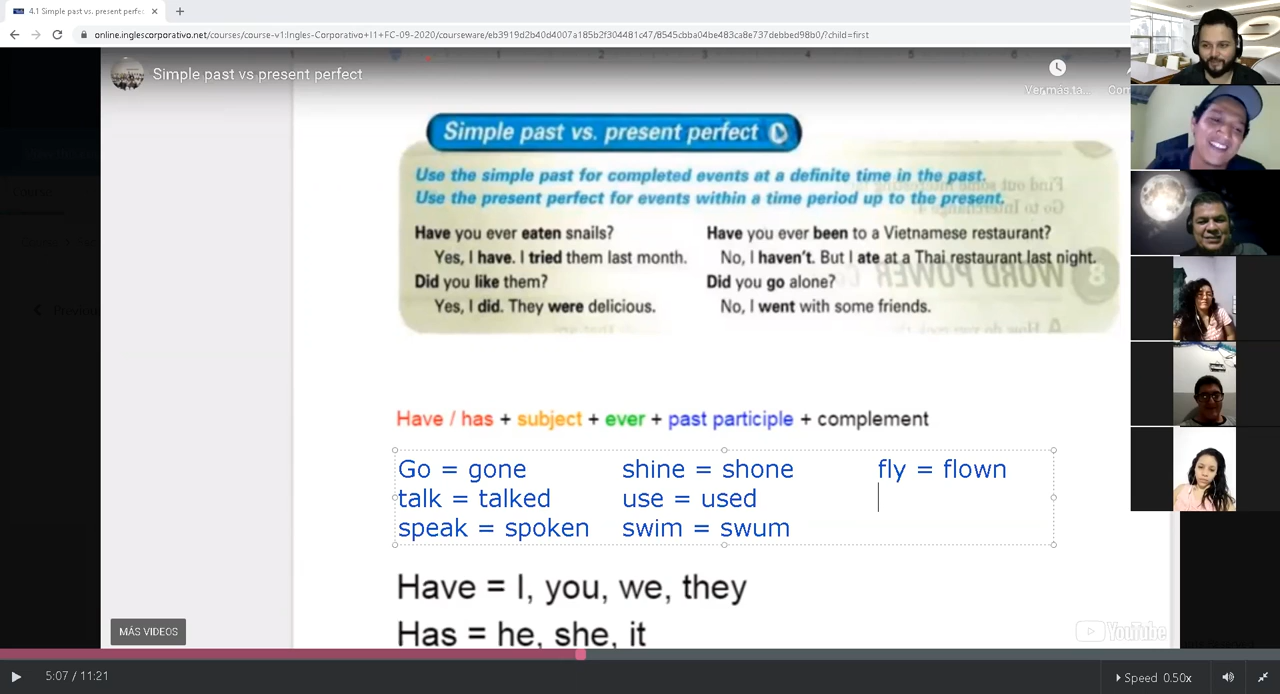 4.1 Simple past vs. present perfe
online.inglescorporativo.net/courses/course-v1:Ingles-Corporativo+I1+FC-09-2020/courseware/eb3919d2b40d4007a185b2f304481c47/8545cbba04be483ca8e737debbed98b0/?child=first
Simple past vs present perfect
Ver más ta...
Simple past vs. present perfect
Use the simple past for completed events at a definite time in the past.
Use the present perfect for events within a time period up to the present.
Have you ever eaten snails?
Yes, I have. I tried them last month.
Did you like them?
Yes, I did. They were delicious.
Have you ever been to a Vietnamese restaurant?
No, I haven't. But I ate at a Thai restaurant last night.
Did you go alone?
No, I went with some friends.
Have / has + subject + ever + past participle + complement
Go = gone shine = shone fly = flown
talk = talked use = used
speak = spoken swim = swum
Have = I, you, we, they
Has = he, she, it
MÁS VIDEOS
YouTube
5:07 / 11:21
Speed 0.50x